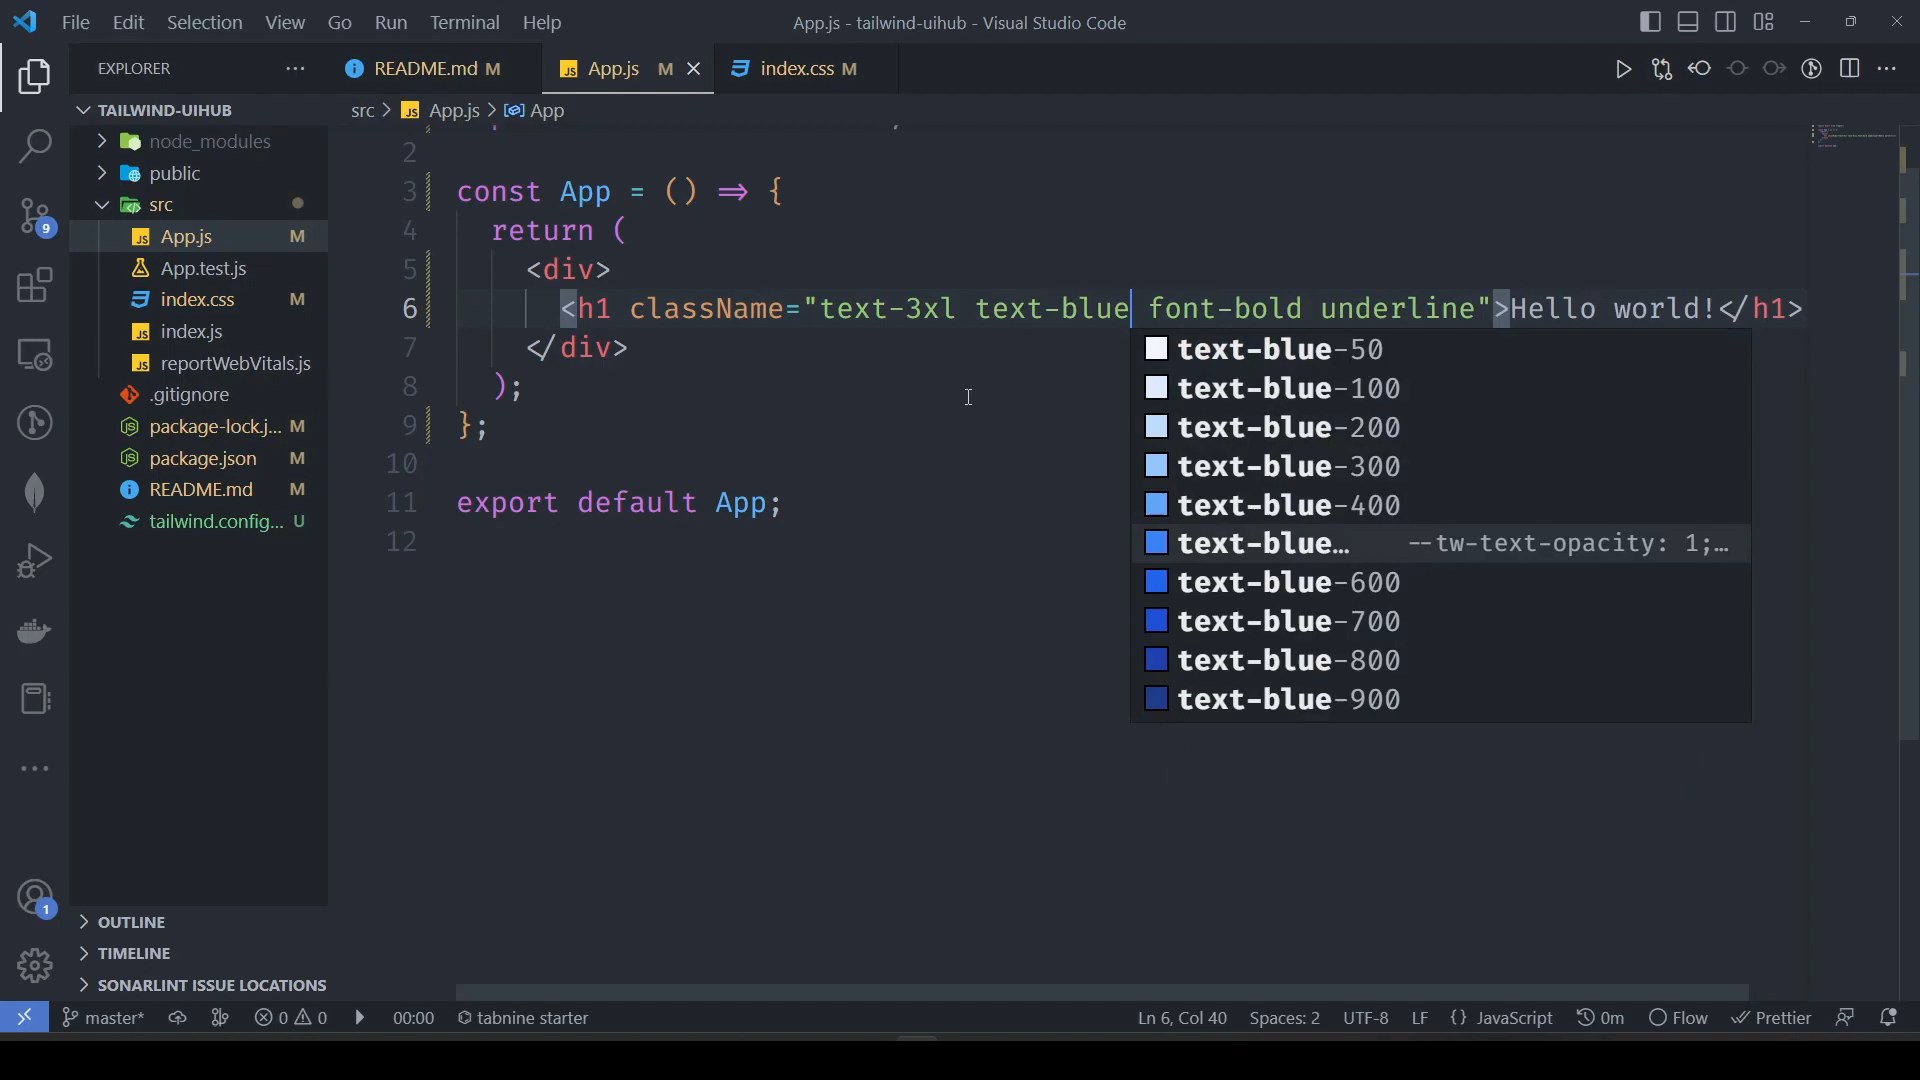 File Edit Selection View Go Run Terminal Help
App.js - tailwind-uihub - Visual Studio Code
EXPLORER ···
README.md M
App.js M
index.css M
TAILWIND-UIHUB
src > App.js > App
node_modules
public
src
App.js M
App.test.js
index.css M
index.js
reportWebVitals.js
.gitignore
package-lock.j... M
package.json M
README.md M
tailwind.config... U
9
1
2
3 const App = () => {
4 return (
5 <div>
6 <h1 className="text-3xl text-blue font-bold underline">Hello world!</h1>
7 </div>
8 );
9 };
10
11 export default App;
12
text-blue-50
text-blue-100
text-blue-200
text-blue-300
text-blue-400
text-blue… --tw-text-opacity: 1;…
text-blue-600
text-blue-700
text-blue-800
text-blue-900
OUTLINE
TIMELINE
SONARLINT ISSUE LOCATIONS
master* 0 0 00:00 tabnine starter Ln 6, Col 40 Spaces: 2 UTF-8 LF {} JavaScript 0m Flow Prettier